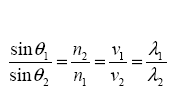 sinθ₁/sinθ₂ = n₂/n₁ = v₁/v₂ = λ₁/λ₂